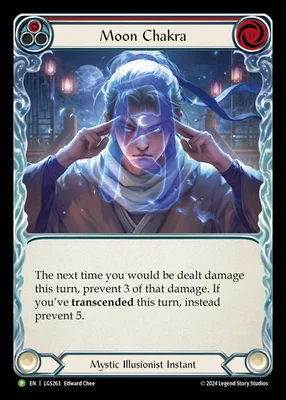 Moon Chakra
The next time you would be dealt damage
this turn, prevent 3 of that damage. If
you've transcended this turn, instead
prevent 5.
Mystic Illusionist Instant
P EN | LGS263 Edward Chee © 2024 Legend Story Studios